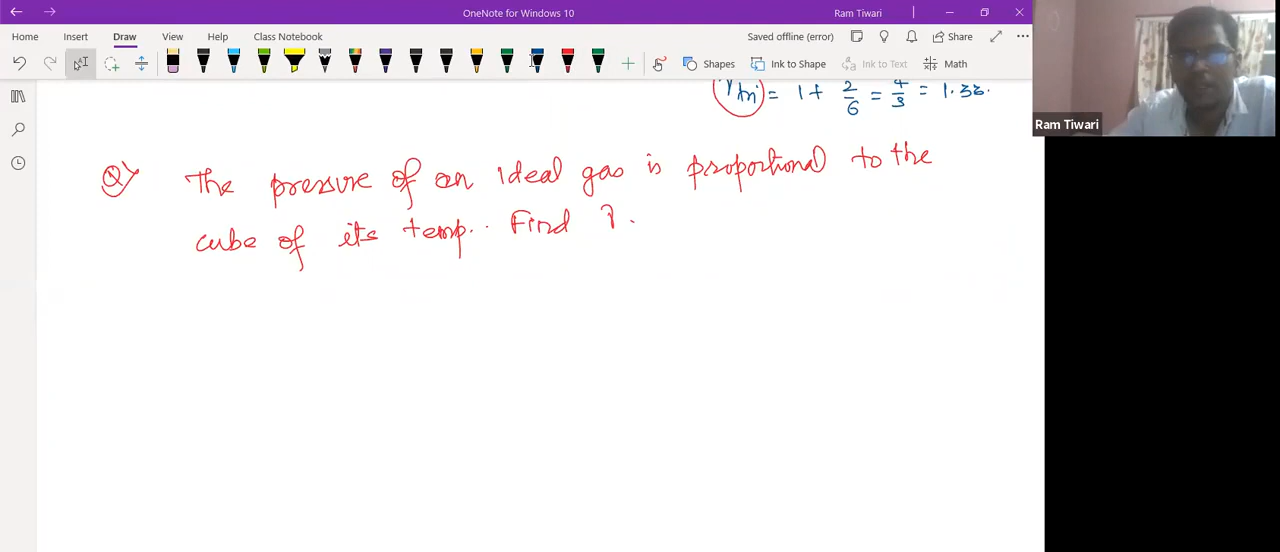 OneNote for Windows 10
Ram Tiwari
Home Insert Draw View Help Class Notebook
Saved offline (error) Share
Shapes Ink to Shape Ink to Text Math
= 1 + 2/6 = 4/3 = 1.33.
Ram Tiwari
Q) The pressure of an ideal gas is proportional to the
cube of its temp.. Find γ.